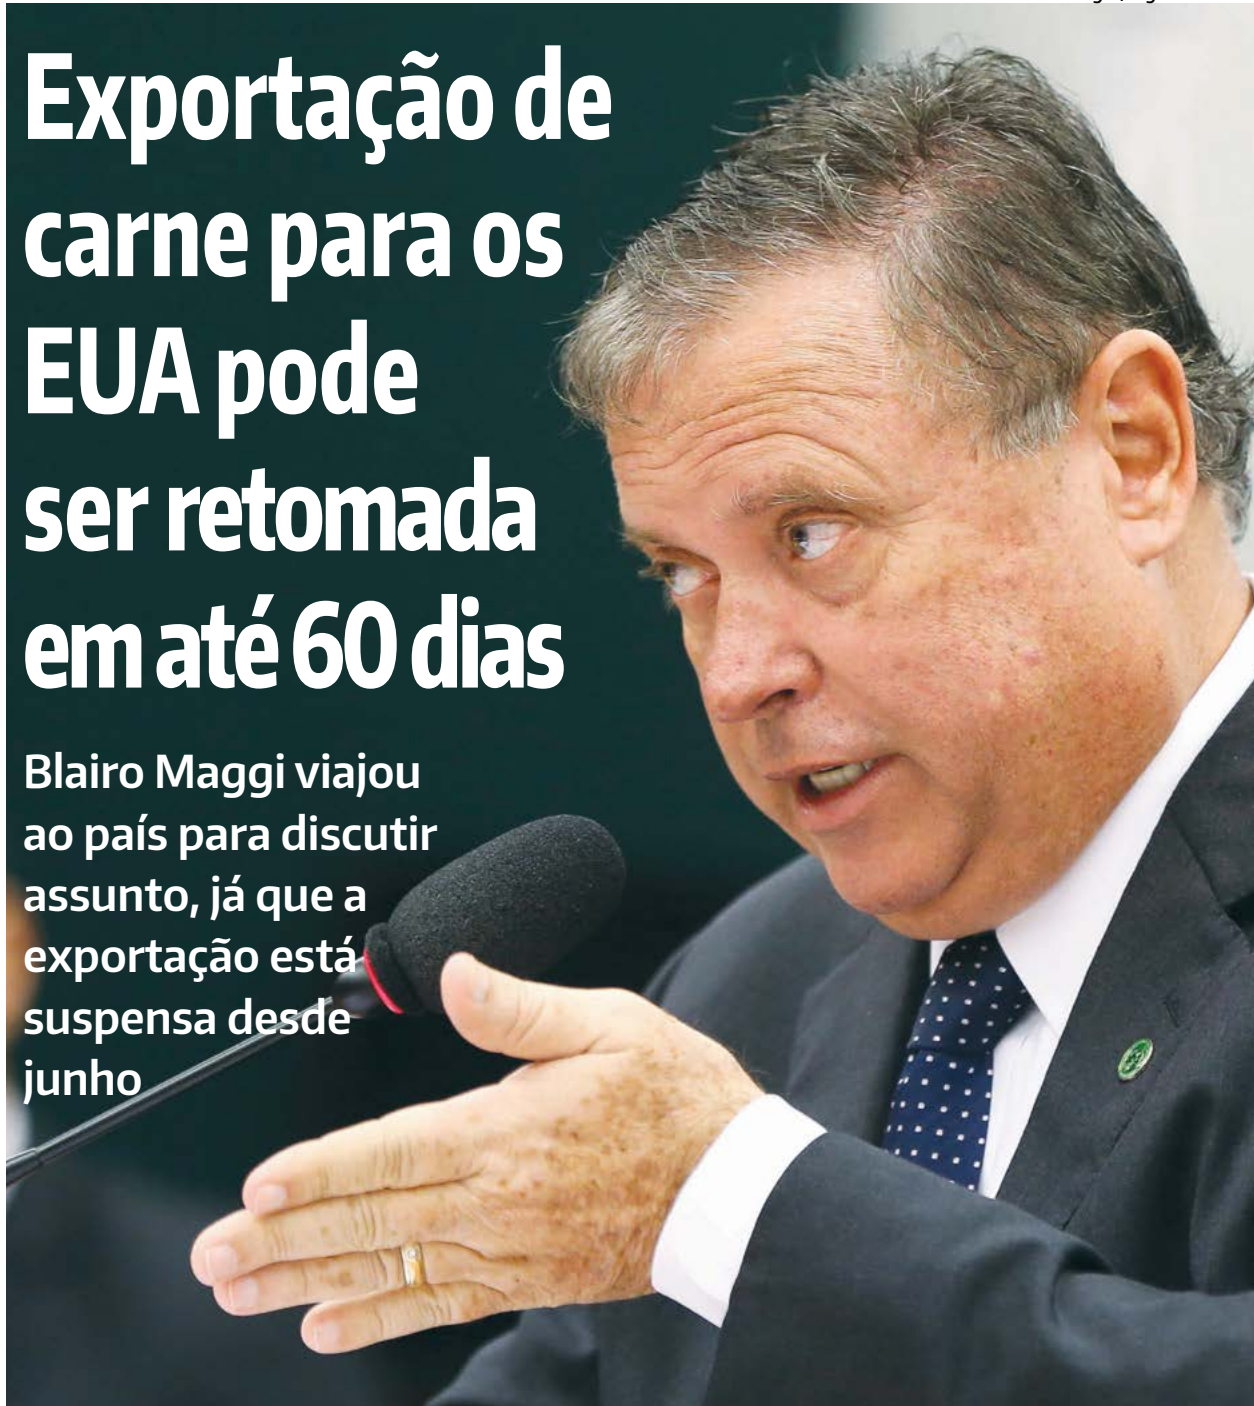 Exportação de
carne para os
EUA pode
ser retomada
em até 60 dias
Blairo Maggi viajou
ao país para discutir
assunto, já que a
exportação está
suspensa desde
junho